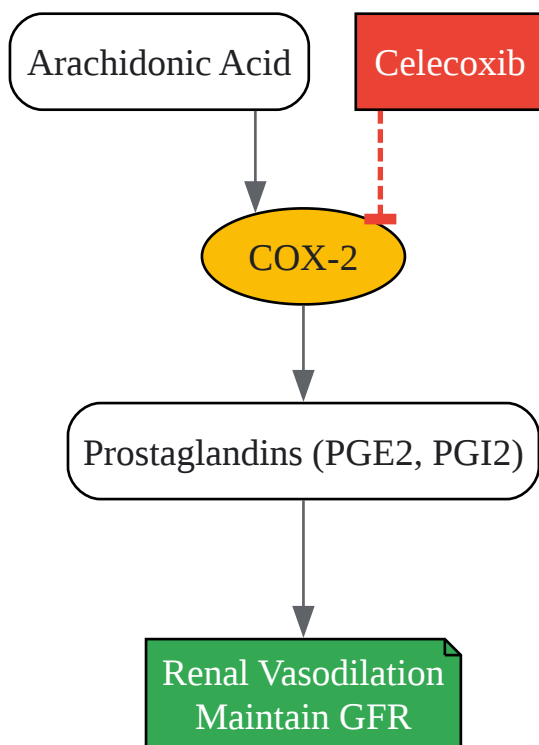 Arachidonic Acid
Celecoxib
COX-2
Prostaglandins (PGE2, PGI2)
Renal Vasodilation
Maintain GFR